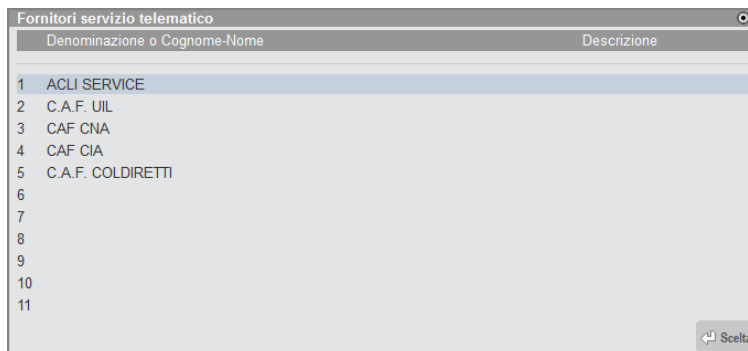 Fornitori servizio telematico
Denominazione o Cognome-Nome Descrizione
1 ACLI SERVICE
2 C.A.F. UIL
3 CAF CNA
4 CAF CIA
5 C.A.F. COLDIRETTI
6
7
8
9
10
11
Scelta